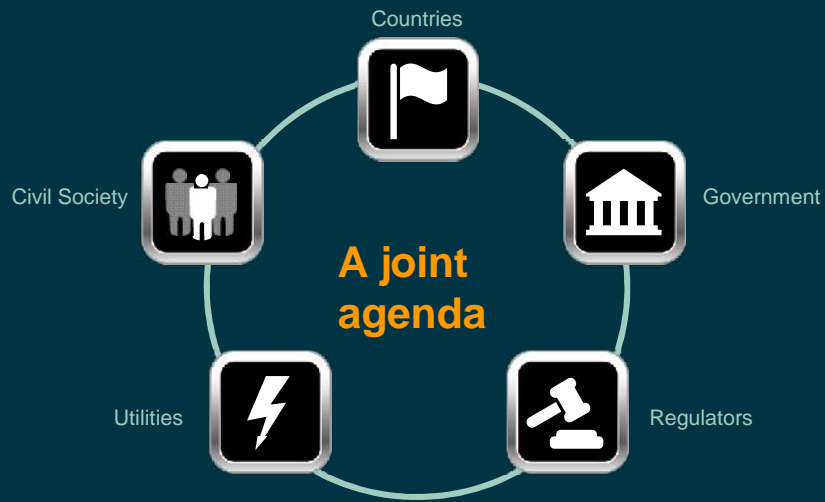 Countries
Civil Society
Government
A joint
agenda
Utilities
Regulators